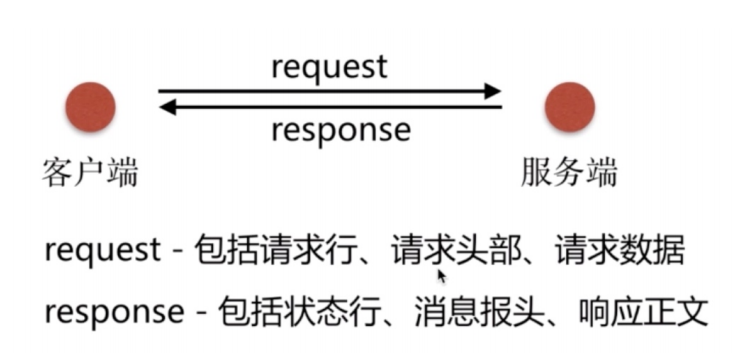 request
response
客户端
服务端
request - 包括请求行、请求头部、请求数据
response - 包括状态行、消息报头、响应正文